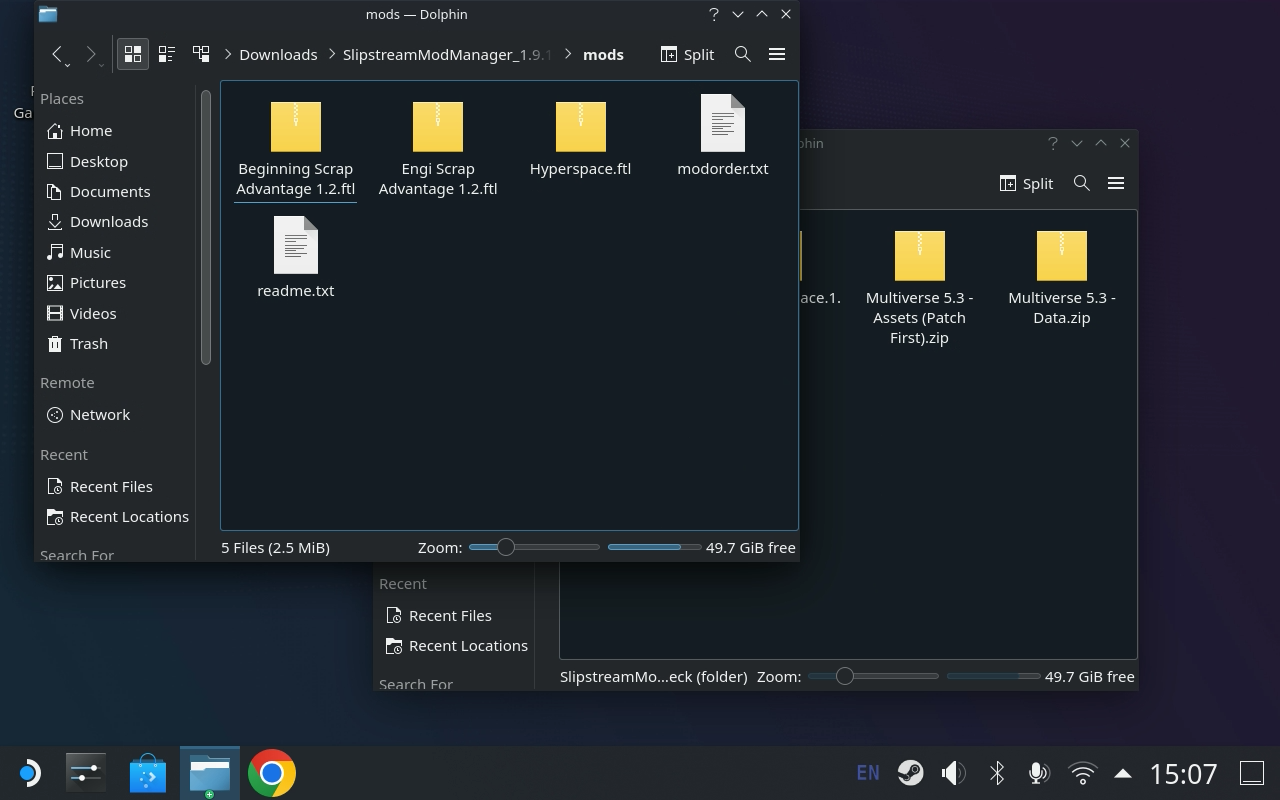 mods — Dolphin
Downloads
SlipstreamModManager_1.9.1
mods
Split
Places
Home
Desktop
Documents
Downloads
Music
Pictures
Videos
Trash
Remote
Network
Recent
Recent Files
Recent Locations
Search For
Beginning Scrap
Advantage 1.2.ftl
Engi Scrap
Advantage 1.2.ftl
Hyperspace.ftl
modorder.txt
readme.txt
5 Files (2.5 MiB)
Zoom:
49.7 GiB free
Ga
phin
Split
ace.1.
Multiverse 5.3 -
Assets (Patch
First).zip
Multiverse 5.3 -
Data.zip
Recent
Recent Files
Recent Locations
Search For
SlipstreamMo...eck (folder)
Zoom:
49.7 GiB free
EN
15:07